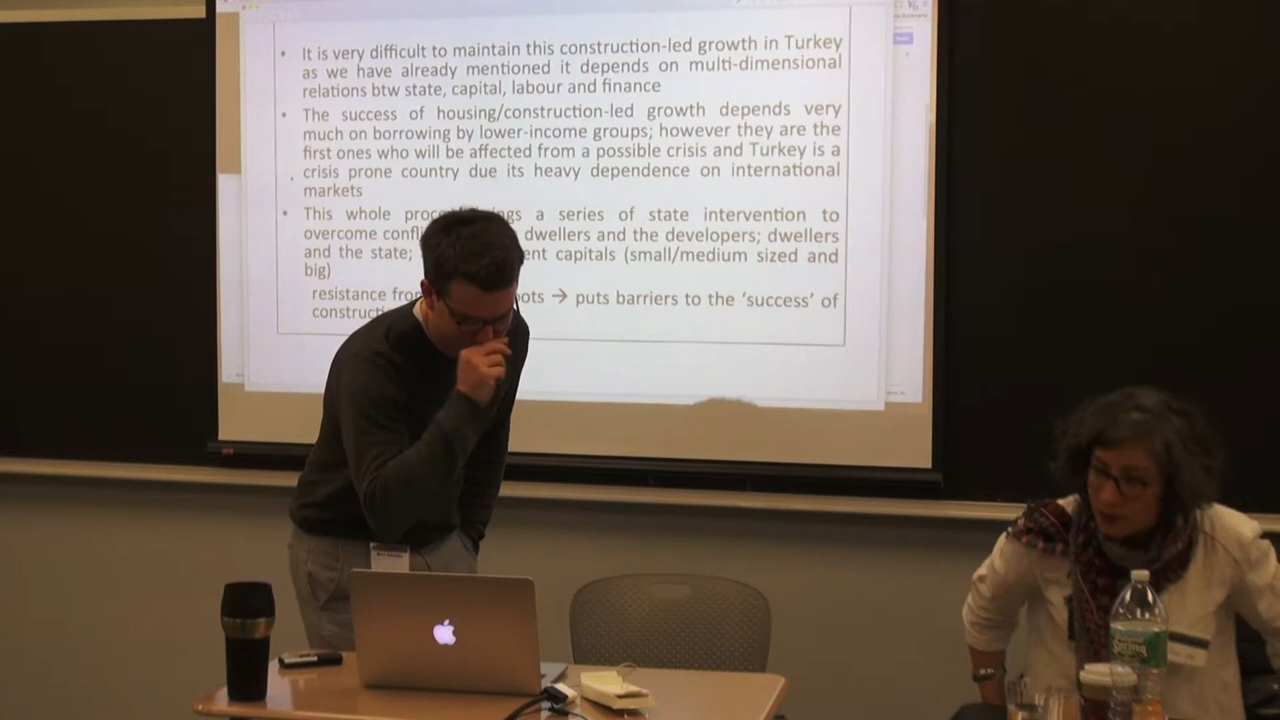 • It is very difficult to maintain this construction-led growth in Turkey
as we have already mentioned it depends on multi-dimensional
relations btw state, capital, labour and finance
• The success of housing/construction-led growth depends very
much on borrowing by lower-income groups; however they are the
first ones who will be affected from a possible crisis and Turkey is a
crisis prone country due its heavy dependence on international
markets
• This whole a series of state intervention to
overcome dwellers and the developers; dwellers
and the state; capitals (small/medium sized and
big)
resistance → puts barriers to the ‘success’ of